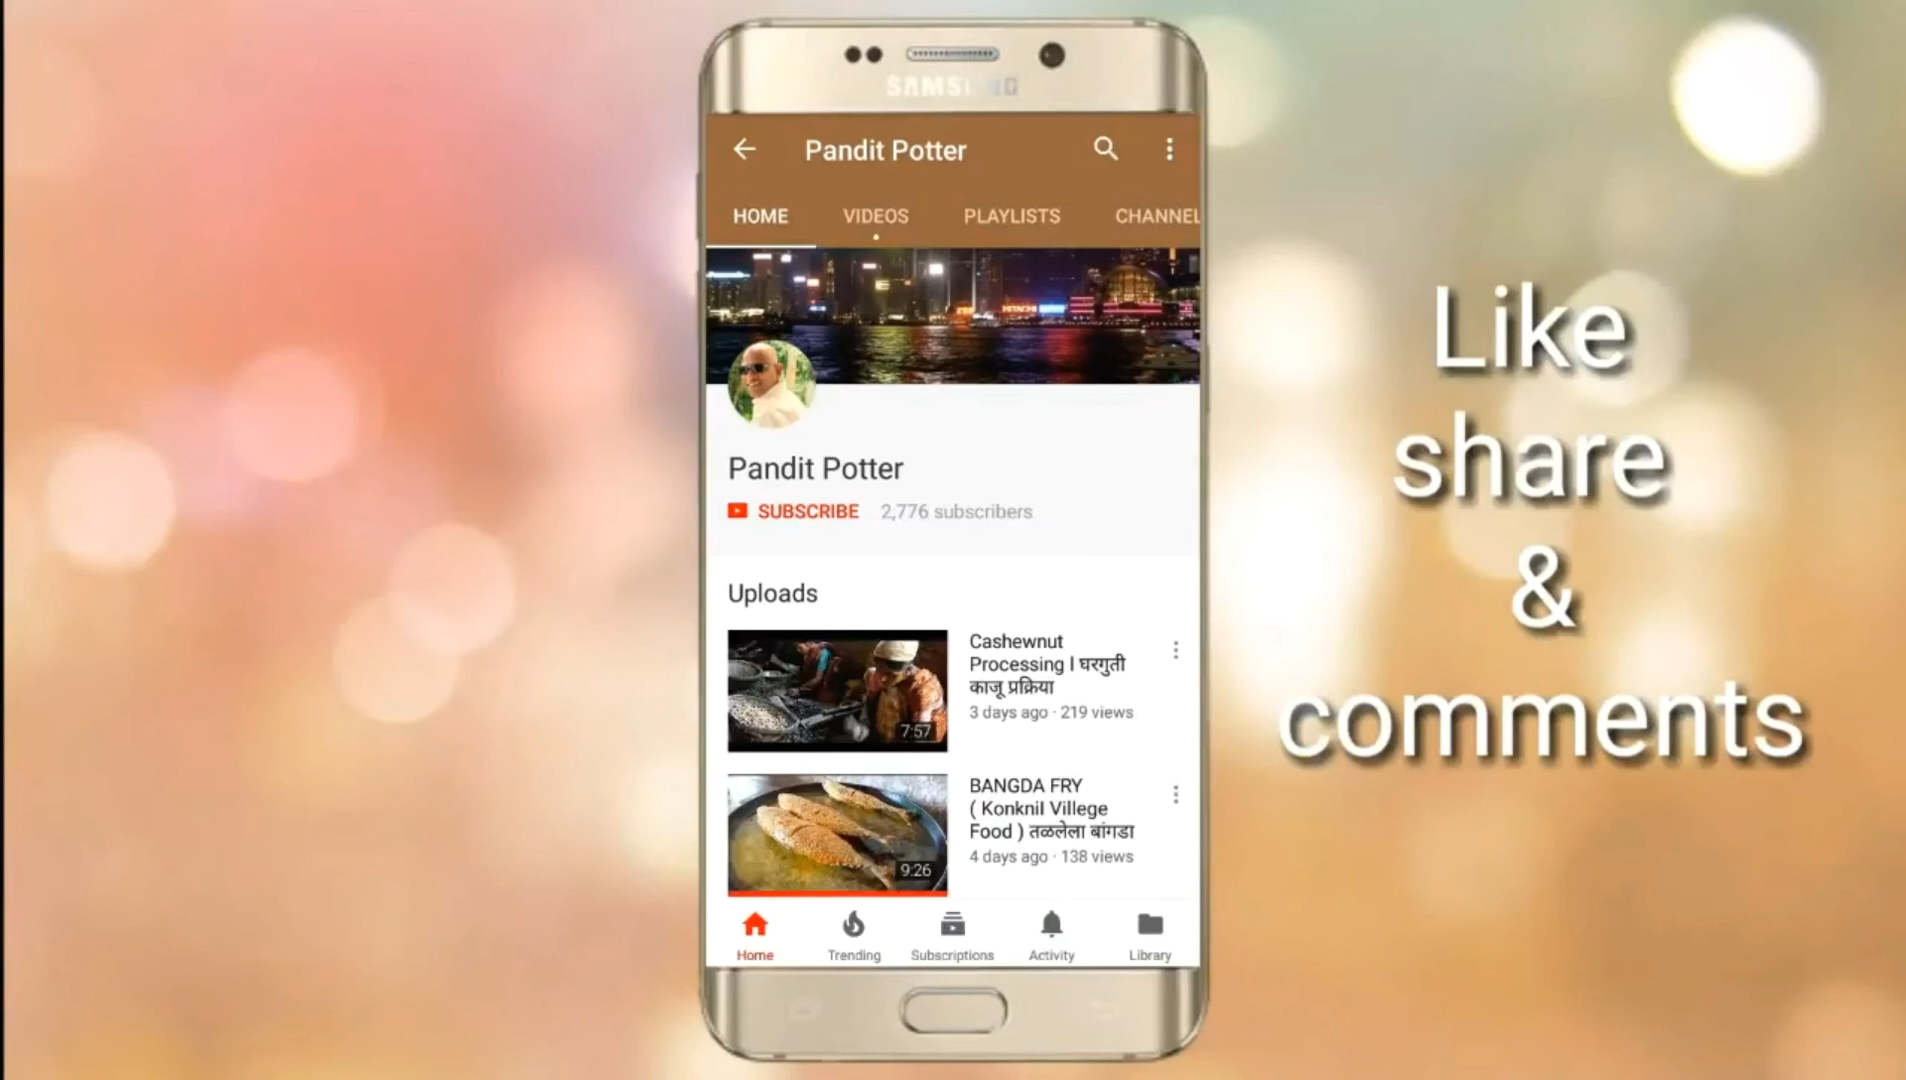 SAMSUNG
Pandit Potter
HOME VIDEOS PLAYLISTS CHANNEL
HITACHI
Pandit Potter
SUBSCRIBE 2,776 subscribers
Uploads
Cashewnut
Processing l घरगुती
काजू प्रक्रिया
3 days ago · 219 views
7:57
BANGDA FRY
( Konknil Villege
Food ) तळलेला बांगडा
4 days ago · 138 views
9:26
Home Trending Subscriptions Activity Library
Like
share
&
comments